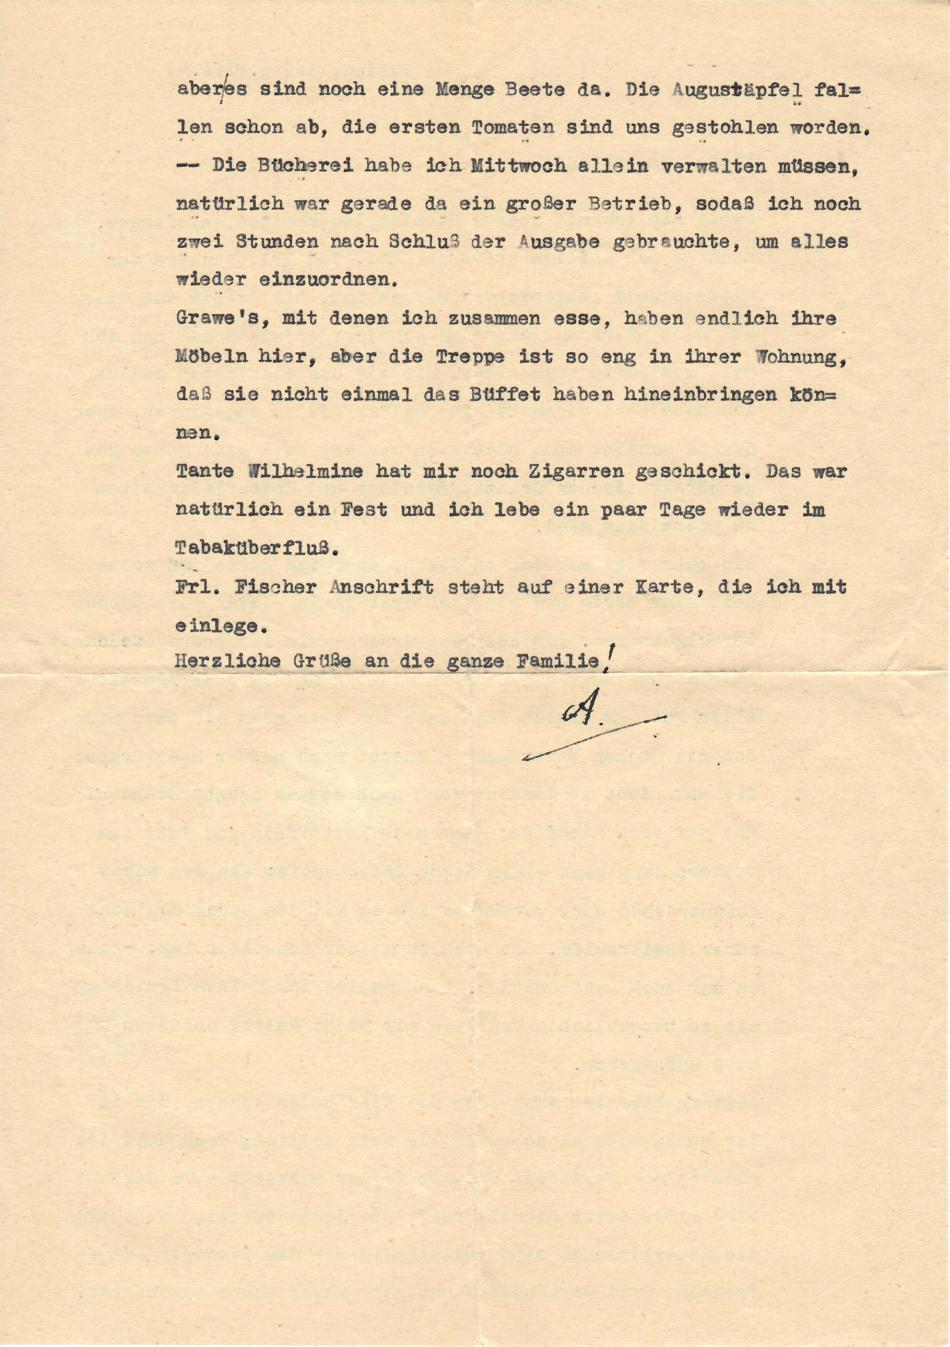 aber/es sind noch eine Menge Beete da. Die Augustäpfel fal=
len schon ab, die ersten Tomaten sind uns gestohlen worden.
-- Die Bücherei habe ich Mittwoch allein verwalten müssen,
natürlich war gerade da ein großer Betrieb, sodaß ich noch
zwei Stunden nach Schluß der Ausgabe gebrauchte, um alles
wieder einzuordnen.
Grawe's, mit denen ich zusammen esse, haben endlich ihre
Möbeln hier, aber die Treppe ist so eng in ihrer Wohnung,
daß sie nicht einmal das Büffet haben hineinbringen kön=
nen.
Tante Wilhelmine hat mir noch Zigarren geschickt. Das war
natürlich ein Fest und ich lebe ein paar Tage wieder im
Tabaküberfluß.
Frl. Fischer Anschrift steht auf einer Karte, die ich mit
einlege.
Herzliche Grüße an die ganze Familie!
A.